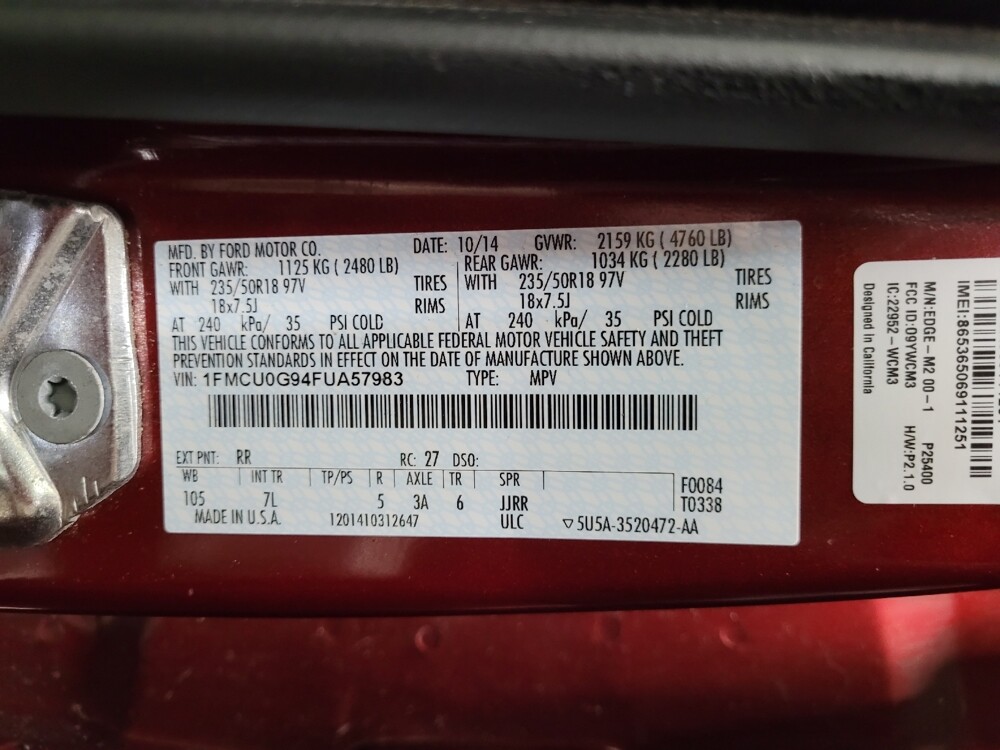 MFD. BY FORD MOTOR CO. DATE: 10/14 GVWR: 2159 KG ( 4760 LB)
FRONT GAWR: 1125 KG ( 2480 LB) REAR GAWR: 1034 KG ( 2280 LB)
WITH 235/50R18 97V TIRES WITH 235/50R18 97V TIRES
18x7.5J RIMS 18x7.5J RIMS
AT 240 kPa/ 35 PSI COLD AT 240 kPa/ 35 PSI COLD
THIS VEHICLE CONFORMS TO ALL APPLICABLE FEDERAL MOTOR VEHICLE SAFETY AND THEFT
PREVENTION STANDARDS IN EFFECT ON THE DATE OF MANUFACTURE SHOWN ABOVE.
VIN: 1FMCU0G94FUA57983 TYPE: MPV
EXT PNT: RR RC: 27 DSO:
WB INT TR TP/PS R AXLE TR SPR F0084
105 7L 5 3A 6 JJRR T0338
MADE IN U.S.A. 1201410312647 ULC ▽5U5A-3520472-AA
IMEI:865365069111251
M/N:EDGE-M2 00-1 P25400
FCC ID:O9YWCM3 H/W:P2.1.0
IC:22952-WCM3
Designed in California